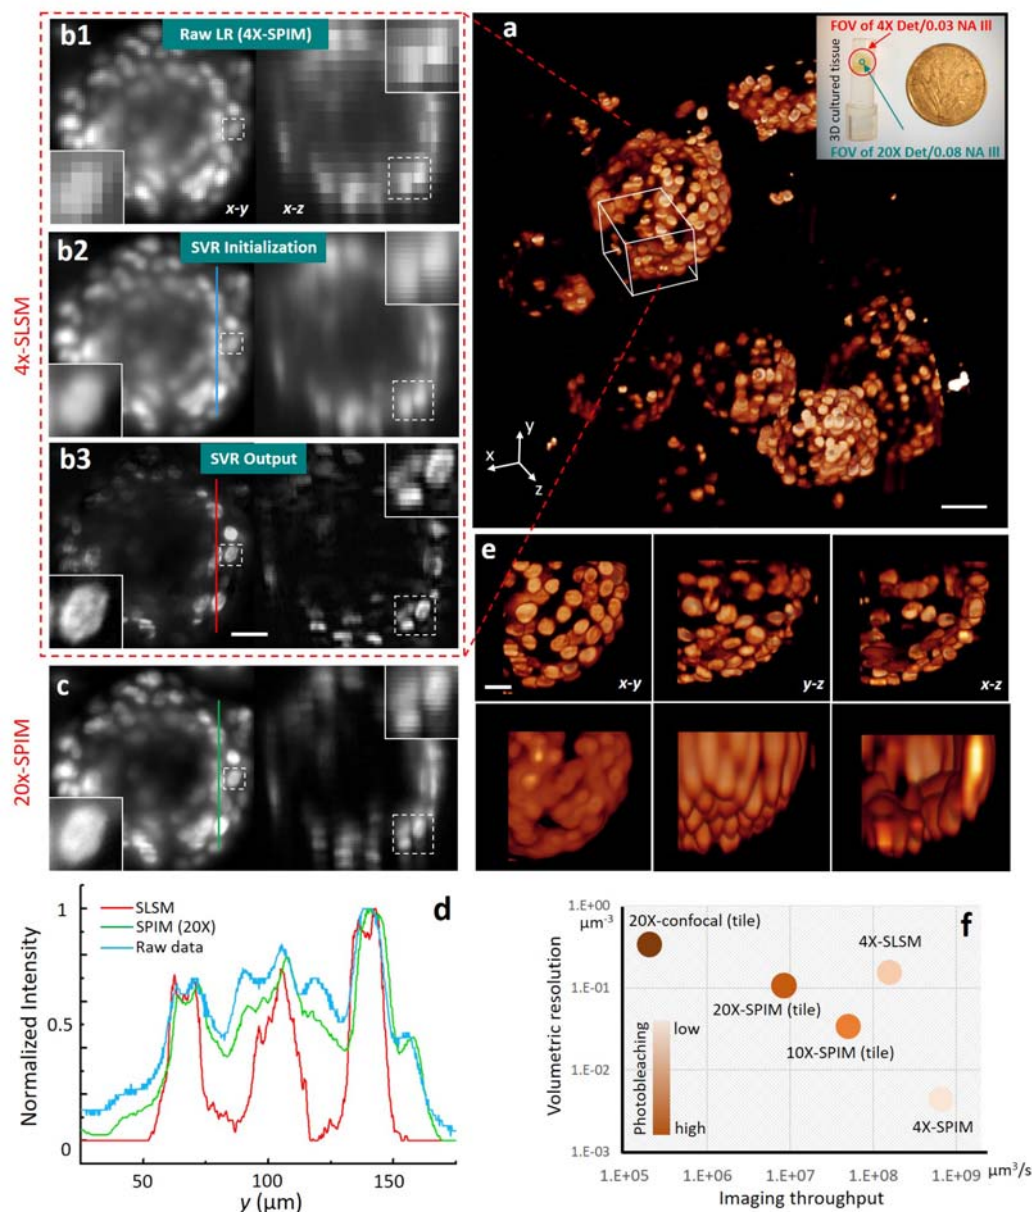 b1
Raw LR (4X-SPIM)
x-y
x-z
b2
SVR Initialization
b3
SVR Output
4x-SLSM
c
20x-SPIM
a
FOV of 4X Det/0.03 NA Ill
3D cultured tissue
FOV of 20X Det/0.08 NA Ill
y
x
z
e
x-y
y-z
x-z
d
SLSM
SPIM (20X)
Raw data
Normalized Intensity
1
0.5
0
50
100
150
y (μm)
f
1.E+00
μm-3
1.E-01
1.E-02
1.E-03
Volumetric resolution
20X-confocal (tile)
4X-SLSM
20X-SPIM (tile)
10X-SPIM (tile)
4X-SPIM
Photobleaching
low
high
1.E+05
1.E+06
1.E+07
1.E+08
1.E+09
μm³/s
Imaging throughput